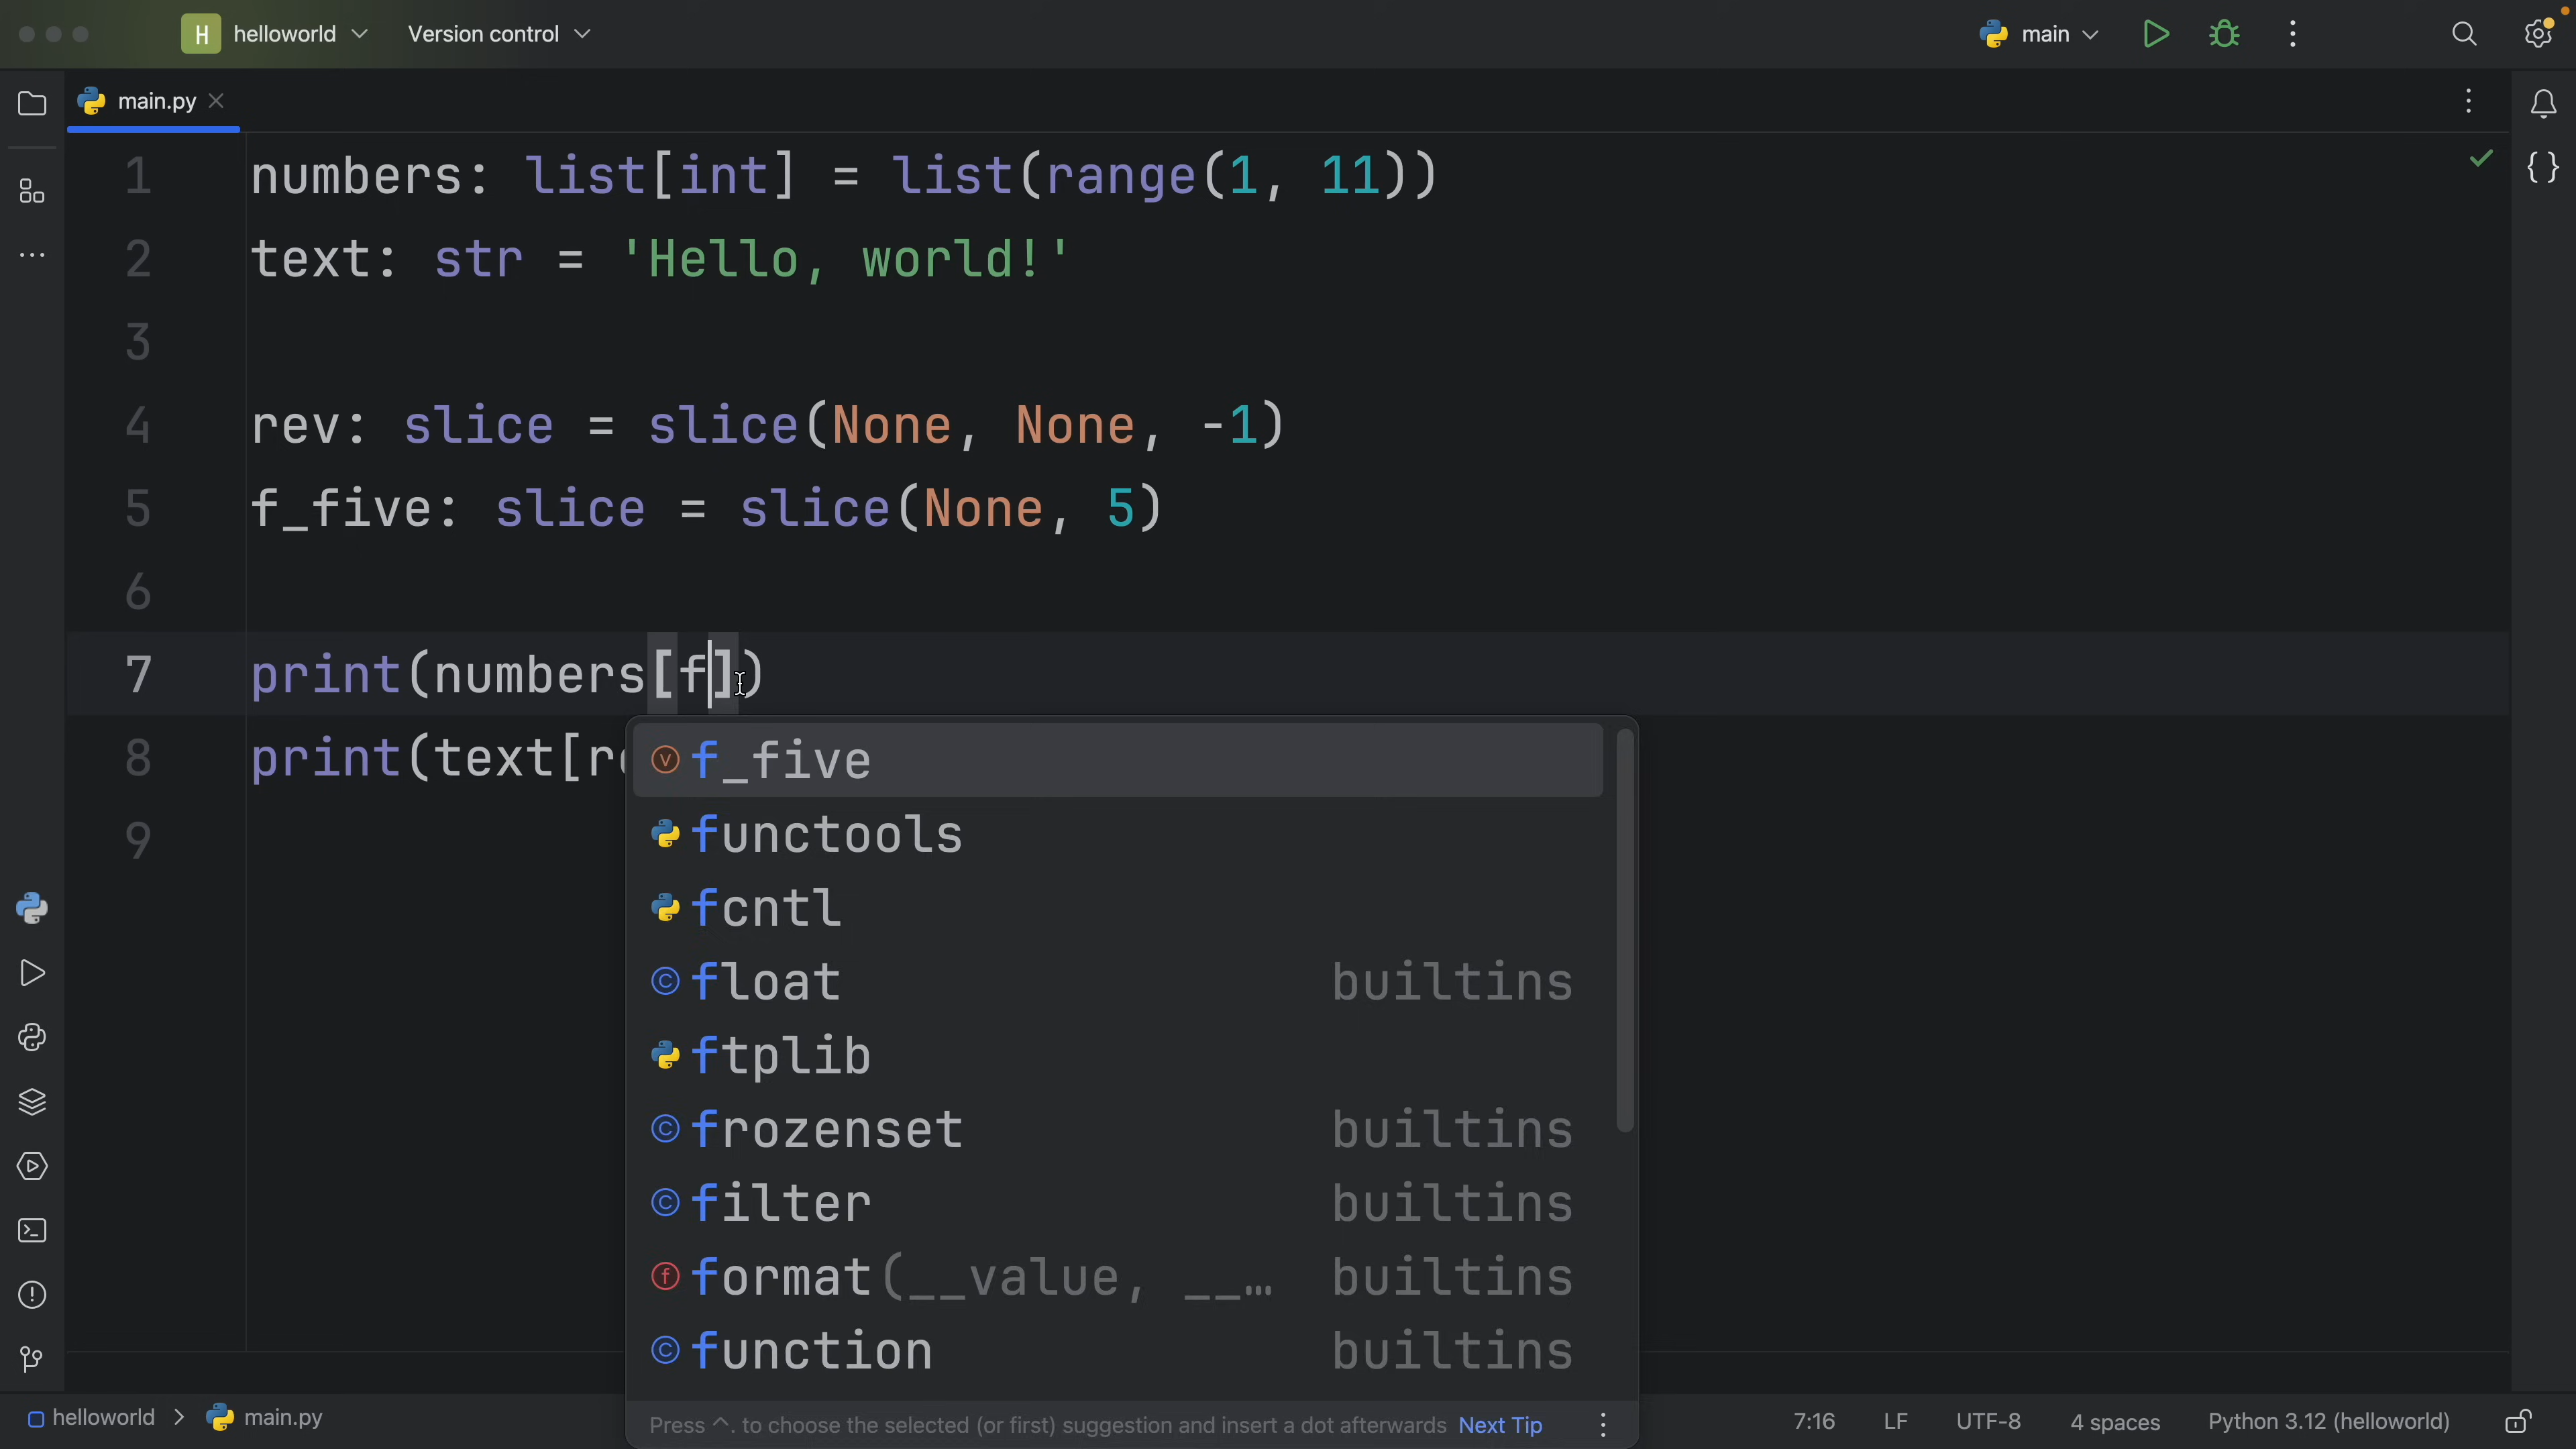 H helloworld Version control main
main.py
1 numbers: list[int] = list(range(1, 11))
2 text: str = 'Hello, world!'
3
4 rev: slice = slice(None, None, -1)
5 f_five: slice = slice(None, 5)
6
7 print(numbers[f])
8 print(text[r
9
f_five
functools
fcntl
float builtins
ftplib
frozenset builtins
filter builtins
format(__value, __… builtins
function builtins
Press ^. to choose the selected (or first) suggestion and insert a dot afterwards Next Tip
helloworld > main.py 7:16 LF UTF-8 4 spaces Python 3.12 (helloworld)